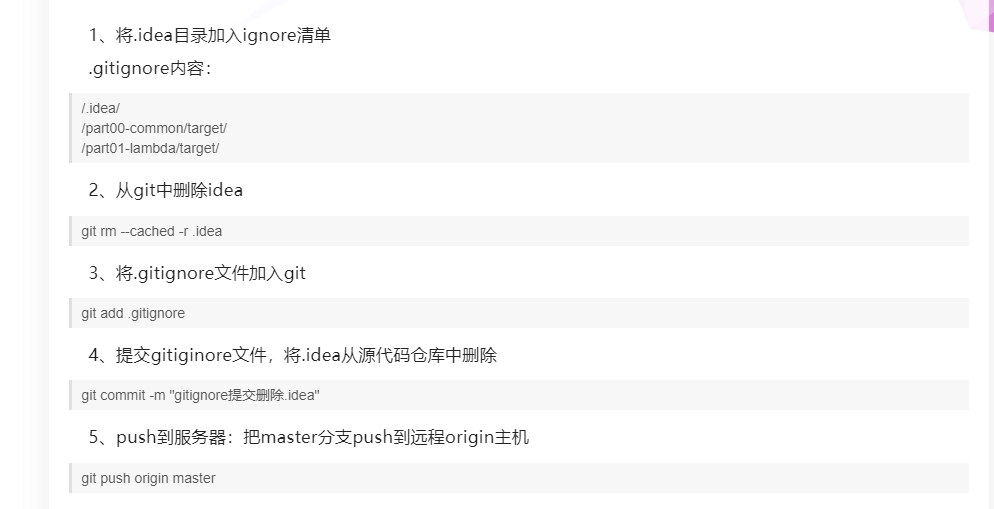 1、将.idea目录加入ignore清单
.gitignore内容：
/.idea/
/part00-common/target/
/part01-lambda/target/
2、从git中删除idea
git rm --cached -r .idea
3、将.gitignore文件加入git
git add .gitignore
4、提交gitiginore文件，将.idea从源代码仓库中删除
git commit -m "gitignore提交删除.idea"
5、push到服务器：把master分支push到远程origin主机
git push origin master